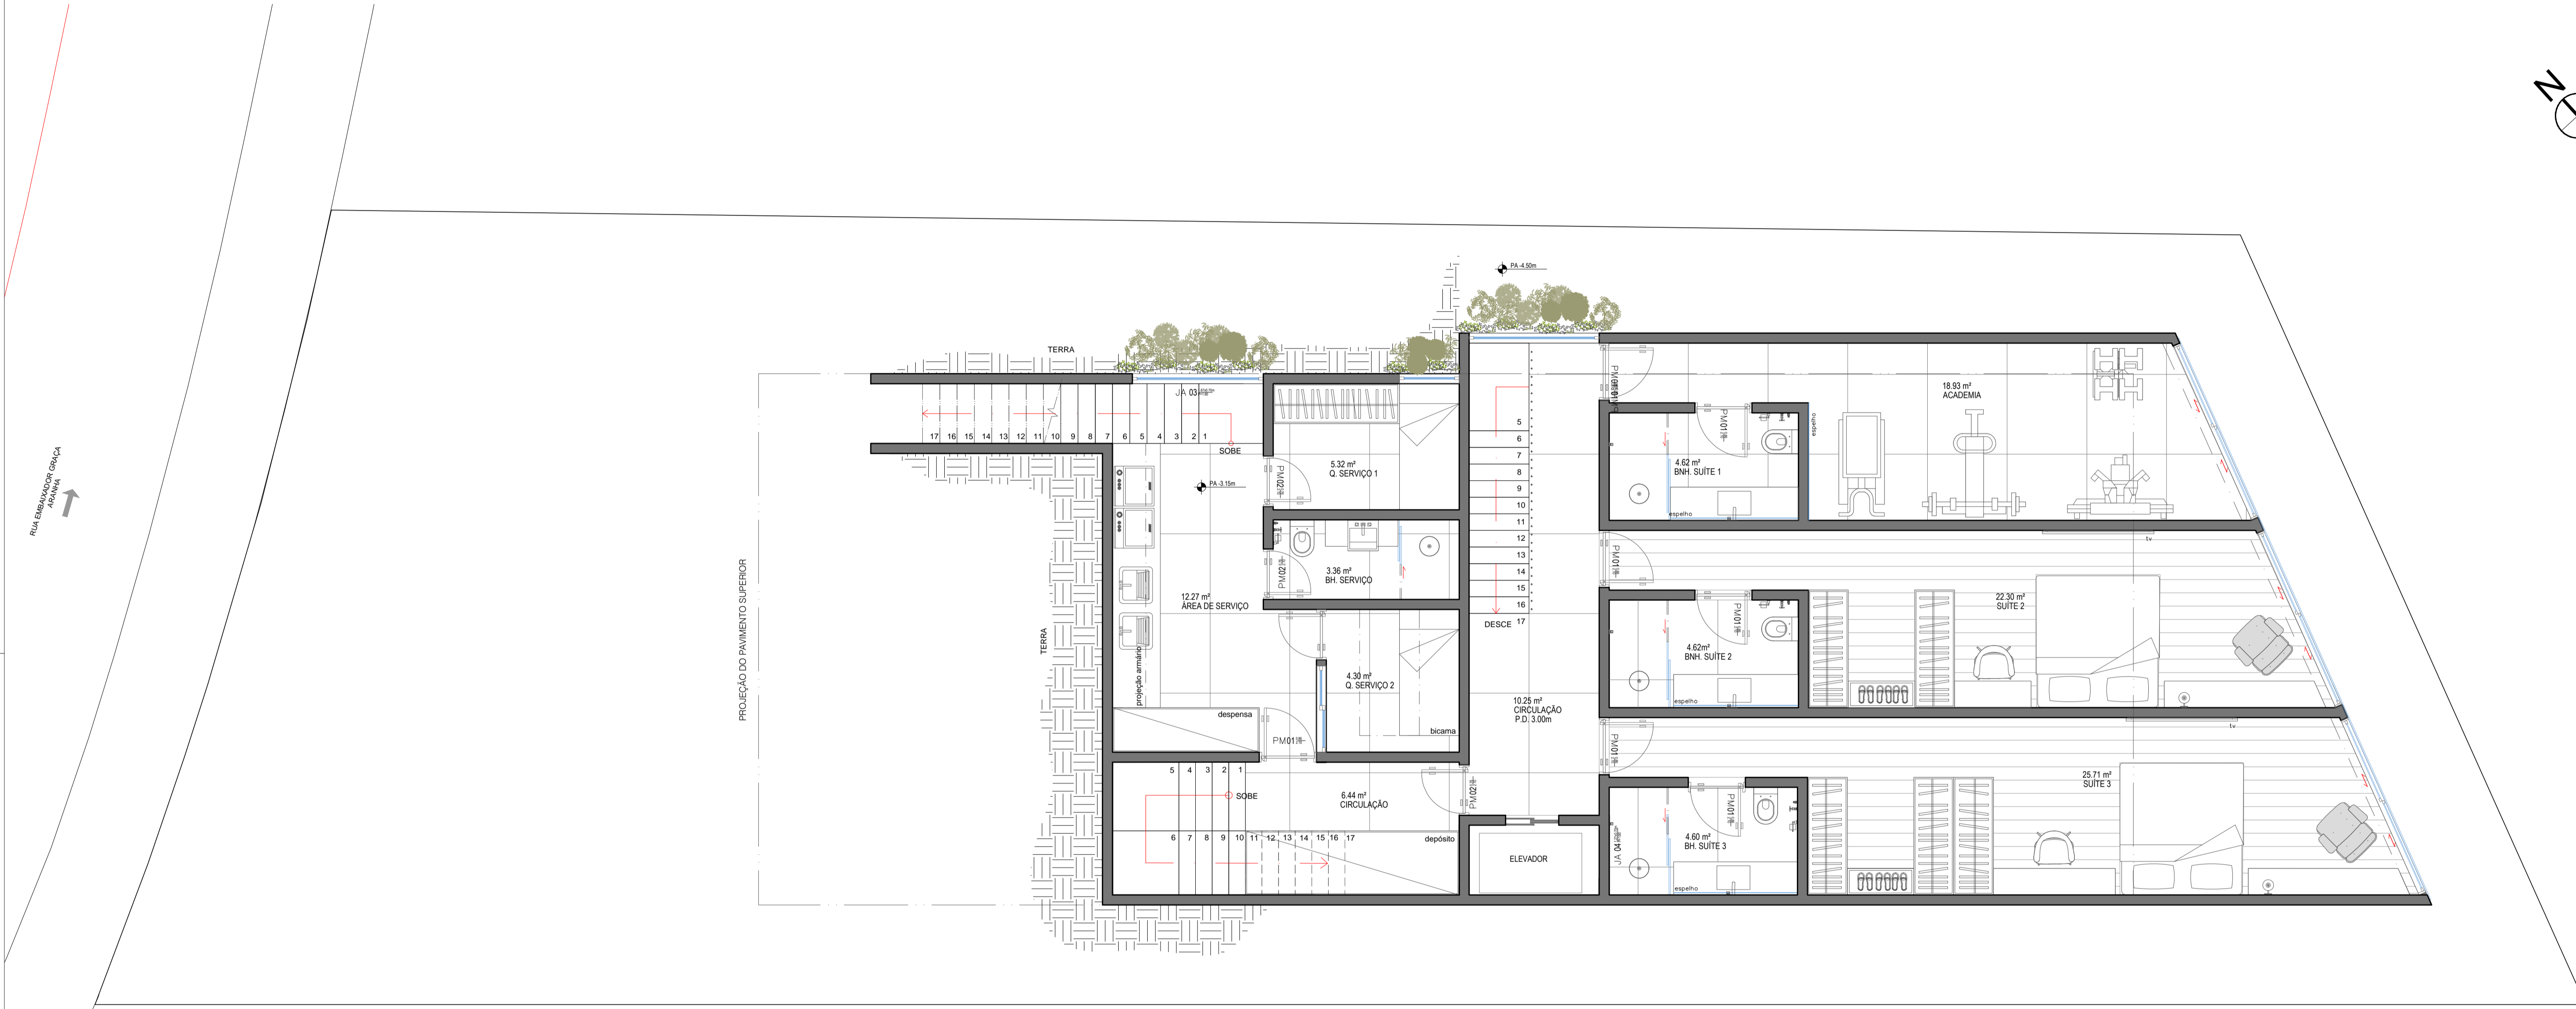 N
PA -4.50m
TERRA
JA 03
17 16 15 14 13 12 11 10 9 8 7 6 5 4 3 2 1
SOBE
PA -3.15m
PM02
5.32 m²
Q. SERVIÇO 1
5
6
7
8
9
10
11
12
13
14
15
16
17
DESCE
PM01
18.93 m²
ACADEMIA
espelho
PM01
4.62 m²
BNH. SUÍTE 1
espelho
RUA EMBAIXADOR GRAÇA
ARANHA
PROJEÇÃO DO PAVIMENTO SUPERIOR
TERRA
12.27 m²
ÁREA DE SERVIÇO
PM02
3.36 m²
BH. SERVIÇO
PM01
tv
22.30 m²
SUÍTE 2
PM01
4.62m²
BNH. SUÍTE 2
espelho
projeção armário
despensa
4.30 m²
Q. SERVIÇO 2
bicama
PM01
10.25 m²
CIRCULAÇÃO
P.D. 3.00m
PM01
tv
25.71 m²
SUÍTE 3
5 4 3 2 1
SOBE
6.44 m²
CIRCULAÇÃO
PM02
6 7 8 9 10 11 12 13 14 15 16 17
depósito
ELEVADOR
JA 04
PM01
4.60 m²
BH. SUÍTE 3
espelho